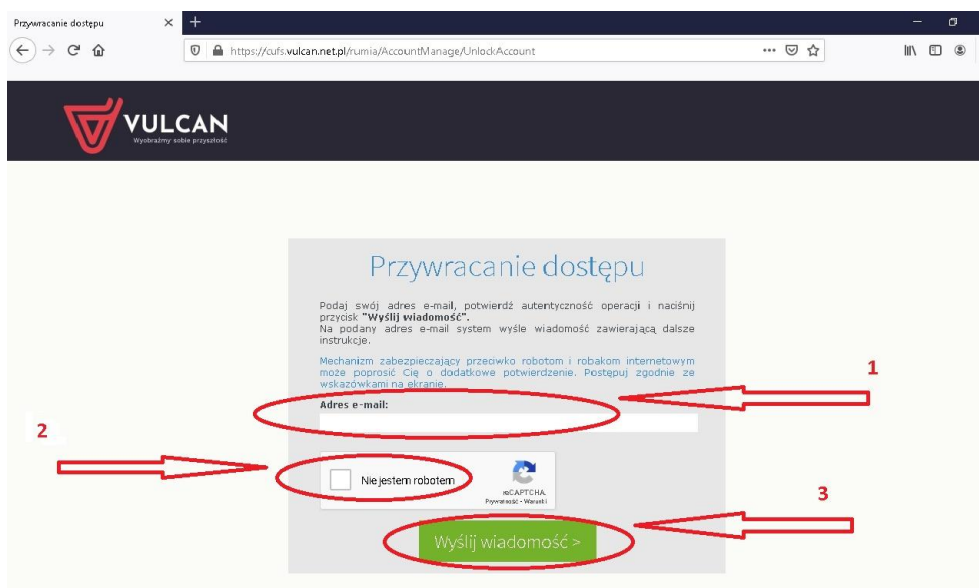 Przywracanie dostępu
https://cufs.vulcan.net.pl/rumia/AccountManage/UnlockAccount
VULCAN
Wyobraźmy sobie przyszłość
Przywracanie dostępu
Podaj swój adres e-mail, potwierdź autentyczność operacji i naciśnij
przycisk "Wyślij wiadomość".
Na podany adres e-mail system wyśle wiadomość zawierającą dalsze
instrukcje.
Mechanizm zabezpieczający przeciwko robotom i robakom internetowym
może poprosić Cię o dodatkowe potwierdzenie. Postępuj zgodnie ze
wskazówkami na ekranie.
1
Adres e-mail:
2
Nie jestem robotem
reCAPTCHA
Prywatność - Warunki
3
Wyślij wiadomość >